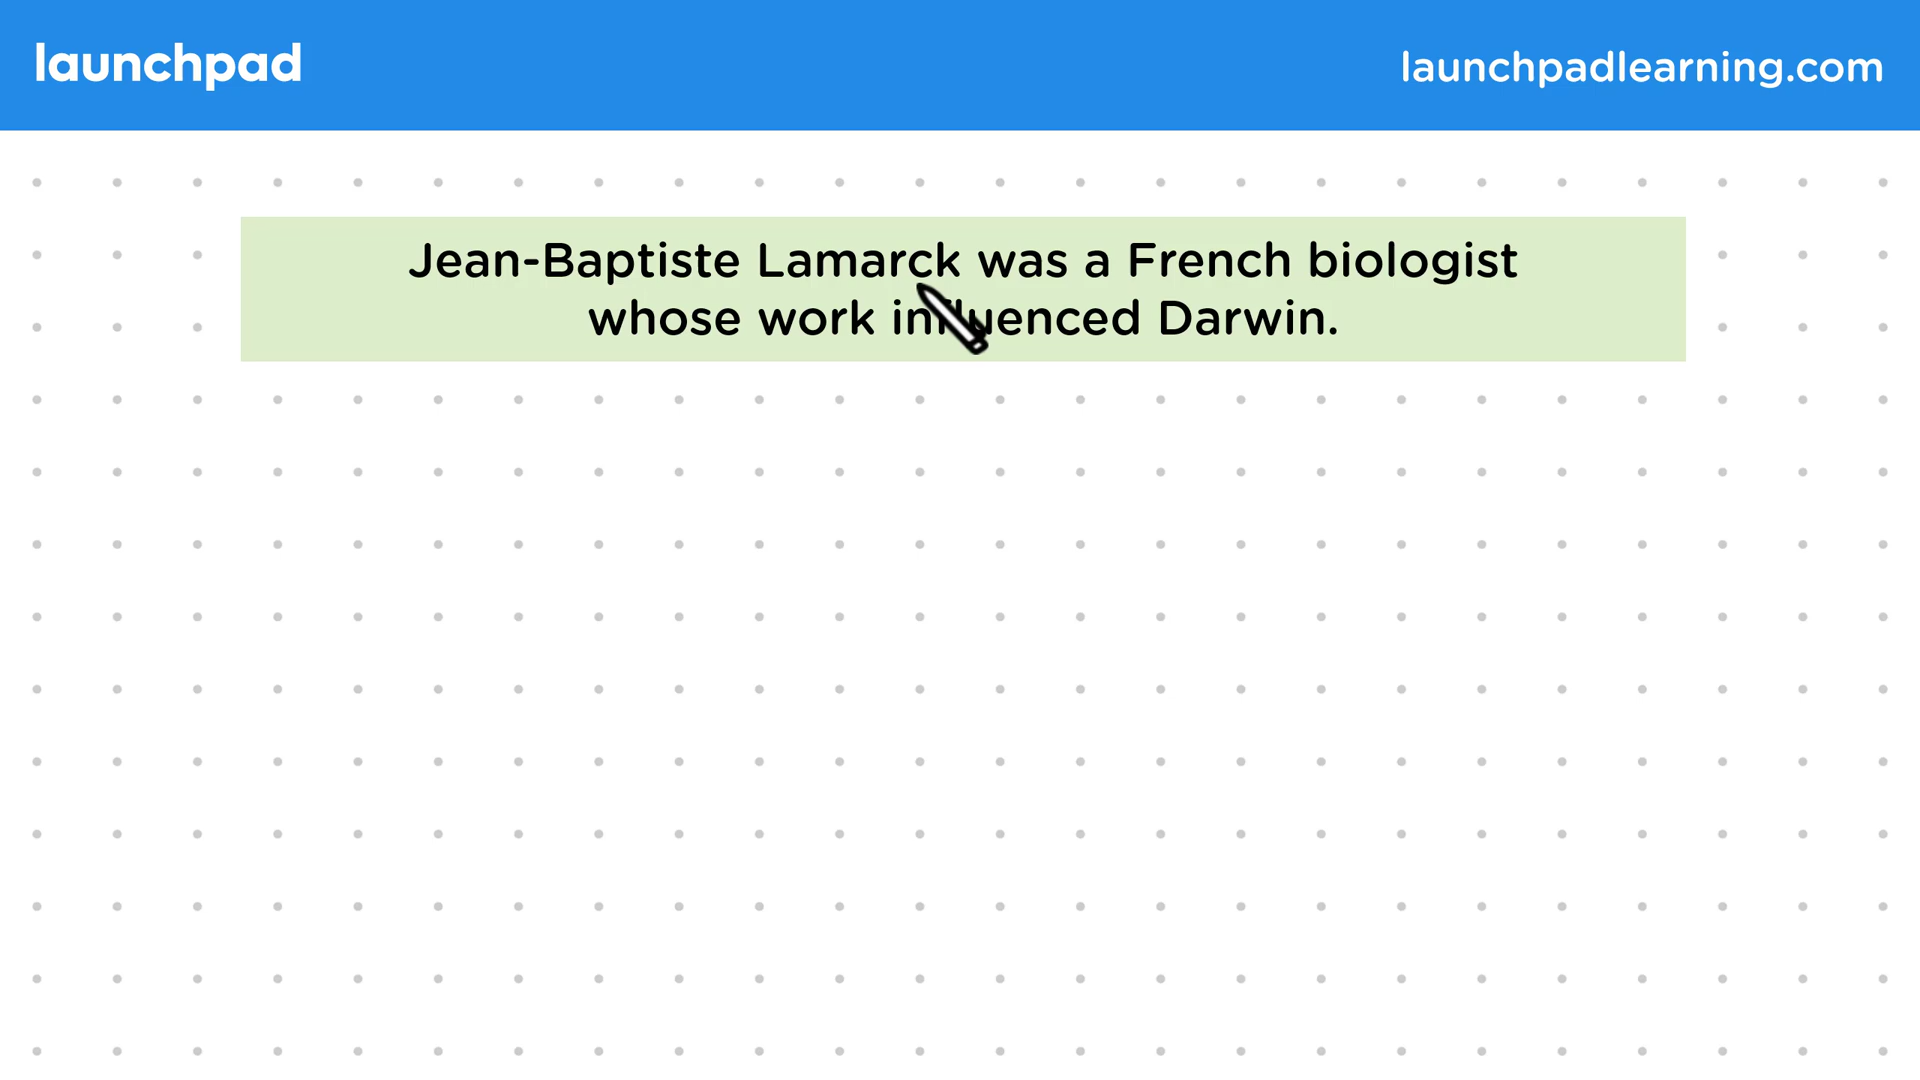 launchpad
launchpadlearning.com
Jean-Baptiste Lamarck was a French biologist
whose work influenced Darwin.